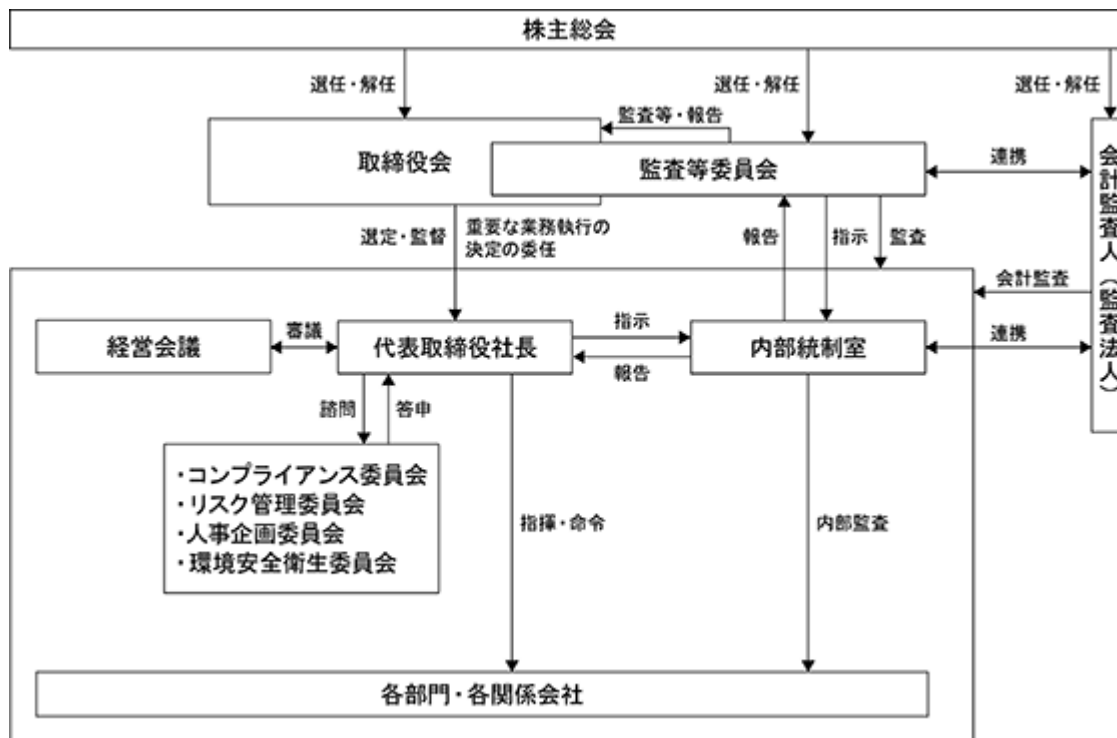 株主総会
選任・解任
選任・解任
選任・解任
監査等・報告
取締役会
監査等委員会
連携
会計監査人（監査法人）
選定・監督
重要な業務執行の
決定の委任
報告
指示
監査
会計監査
経営会議
審議
代表取締役社長
指示
報告
内部統制室
連携
諮問
答申
・コンプライアンス委員会
・リスク管理委員会
・人事企画委員会
・環境安全衛生委員会
指揮・命令
内部監査
各部門・各関係会社